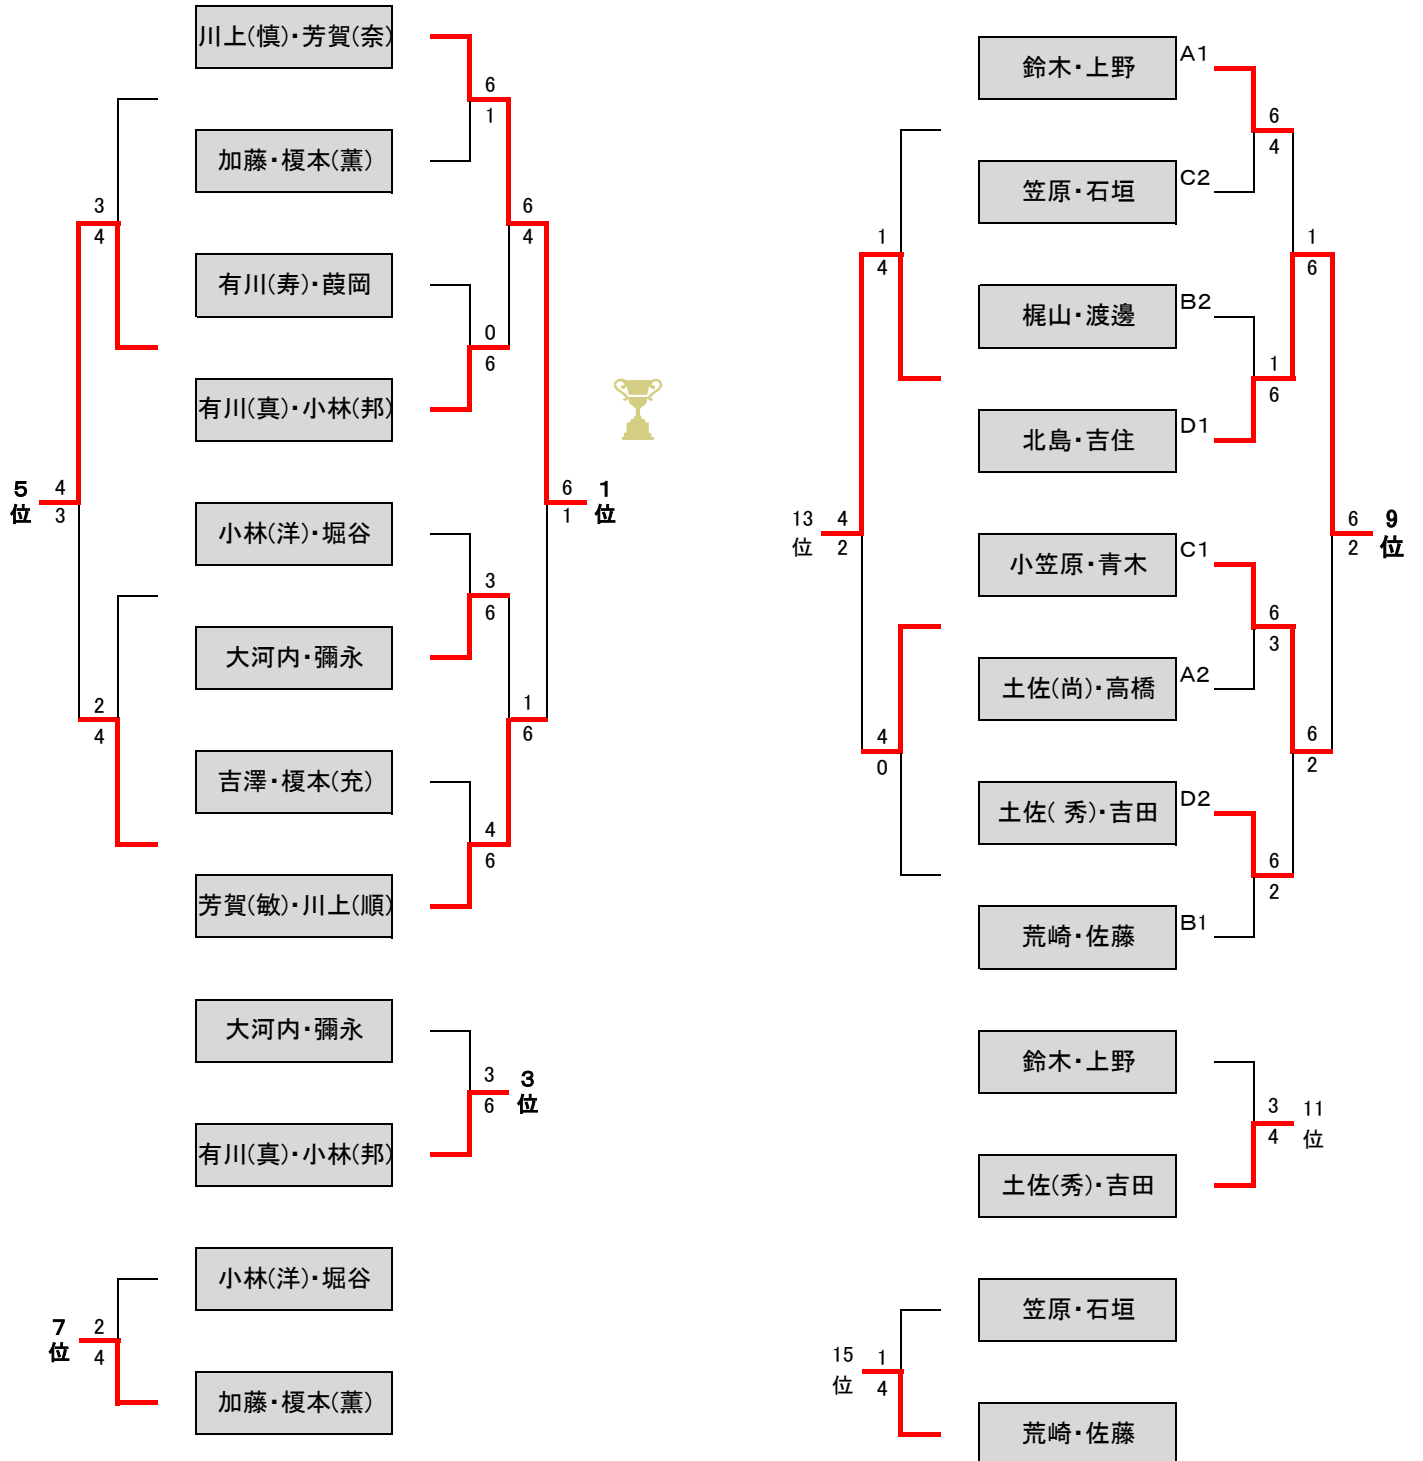 川上(慎)・芳賀(奈)
6
1
加藤・榎本(薫)
3
4
6
4
有川(寿)・葭岡
0
6
有川(真)・小林(邦)
5
位
4
3
6
1
1
位
小林(洋)・堀谷
3
6
大河内・彌永
2
4
1
6
吉澤・榎本(充)
4
6
芳賀(敏)・川上(順)
大河内・彌永
3
6
3
位
有川(真)・小林(邦)
小林(洋)・堀谷
7
位
2
4
加藤・榎本(薫)
鈴木・上野
A1
6
4
笠原・石垣
C2
1
4
1
6
梶山・渡邊
B2
1
6
北島・吉住
D1
13
位
4
2
6
2
9
位
小笠原・青木
C1
6
3
土佐(尚)・高橋
A2
4
0
6
2
土佐( 秀)・吉田
D2
6
2
荒崎・佐藤
B1
鈴木・上野
3
4
11
位
土佐(秀)・吉田
笠原・石垣
15
位
1
4
荒崎・佐藤